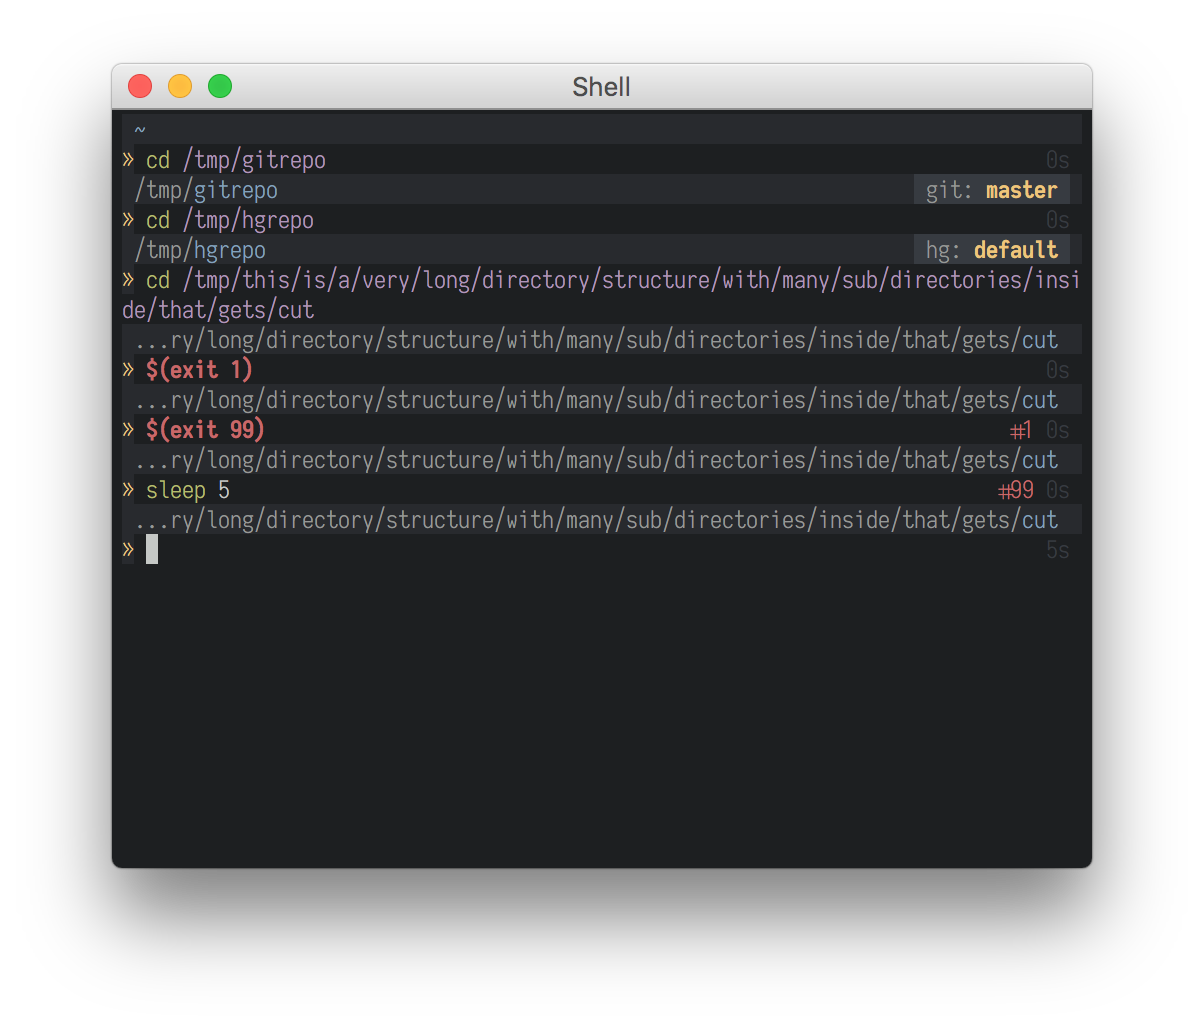 Shell
~
» cd /tmp/gitrepo 0s
/tmp/gitrepo git: master
» cd /tmp/hgrepo 0s
/tmp/hgrepo hg: default
» cd /tmp/this/is/a/very/long/directory/structure/with/many/sub/directories/insi
de/that/gets/cut
...ry/long/directory/structure/with/many/sub/directories/inside/that/gets/cut
» $(exit 1) 0s
...ry/long/directory/structure/with/many/sub/directories/inside/that/gets/cut
» $(exit 99) #1 0s
...ry/long/directory/structure/with/many/sub/directories/inside/that/gets/cut
» sleep 5 #99 0s
...ry/long/directory/structure/with/many/sub/directories/inside/that/gets/cut
» 5s